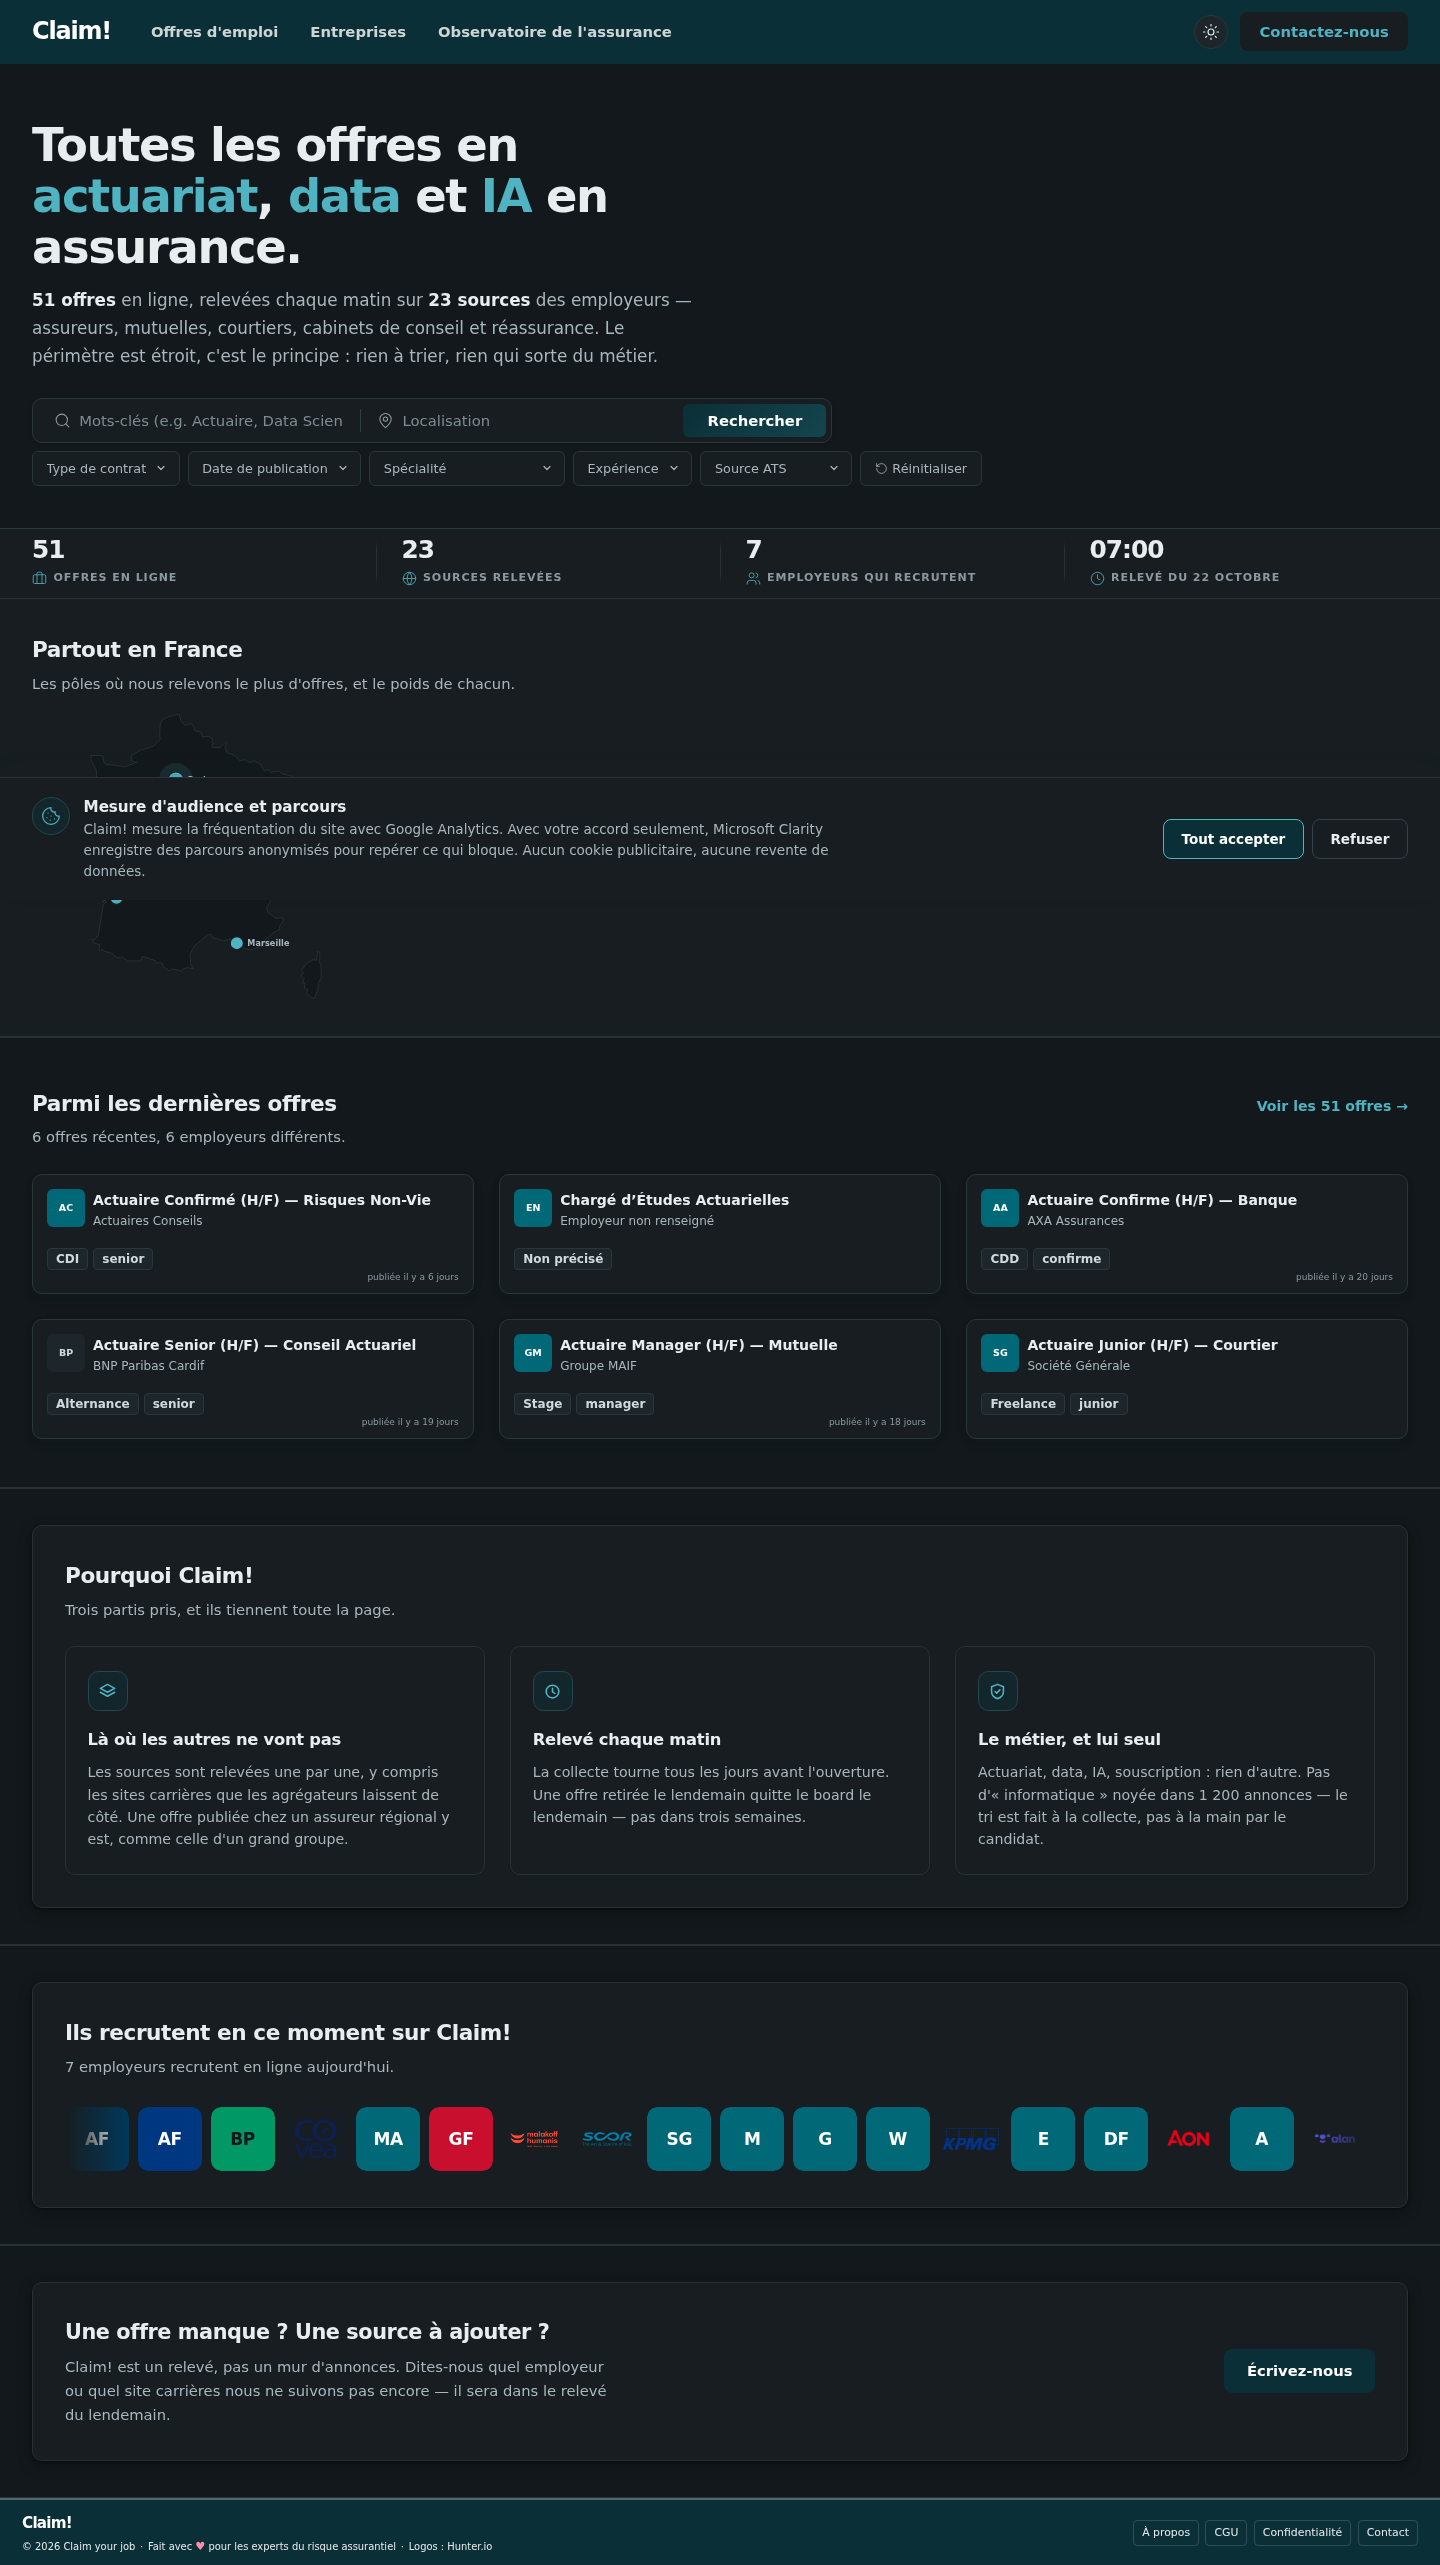 Claim!
Offres d'emploi
Entreprises
Observatoire de l'assurance
Contactez-nous
Toutes les offres en
actuariat, data et IA en
assurance.
51 offres en ligne, relevées chaque matin sur 23 sources des employeurs —
assureurs, mutuelles, courtiers, cabinets de conseil et réassurance. Le
périmètre est étroit, c'est le principe : rien à trier, rien qui sorte du métier.
Mots-clés (e.g. Actuaire, Data Scien
Localisation
Rechercher
Type de contrat
Date de publication
Spécialité
Expérience
Source ATS
Réinitialiser
51
OFFRES EN LIGNE
23
SOURCES RELEVÉES
7
EMPLOYEURS QUI RECRUTENT
07:00
RELEVÉ DU 22 OCTOBRE
Partout en France
Les pôles où nous relevons le plus d'offres, et le poids de chacun.
Mesure d'audience et parcours
Claim! mesure la fréquentation du site avec Google Analytics. Avec votre accord seulement, Microsoft Clarity
enregistre des parcours anonymisés pour repérer ce qui bloque. Aucun cookie publicitaire, aucune revente de
données.
Tout accepter
Refuser
Marseille
Parmi les dernières offres
Voir les 51 offres →
6 offres récentes, 6 employeurs différents.
AC
Actuaire Confirmé (H/F) — Risques Non-Vie
Actuaires Conseils
CDI
senior
publiée il y a 6 jours
EN
Chargé d’Études Actuarielles
Employeur non renseigné
Non précisé
AA
Actuaire Confirme (H/F) — Banque
AXA Assurances
CDD
confirme
publiée il y a 20 jours
BP
Actuaire Senior (H/F) — Conseil Actuariel
BNP Paribas Cardif
Alternance
senior
publiée il y a 19 jours
GM
Actuaire Manager (H/F) — Mutuelle
Groupe MAIF
Stage
manager
publiée il y a 18 jours
SG
Actuaire Junior (H/F) — Courtier
Société Générale
Freelance
junior
Pourquoi Claim!
Trois partis pris, et ils tiennent toute la page.
Là où les autres ne vont pas
Les sources sont relevées une par une, y compris
les sites carrières que les agrégateurs laissent de
côté. Une offre publiée chez un assureur régional y
est, comme celle d'un grand groupe.
Relevé chaque matin
La collecte tourne tous les jours avant l'ouverture.
Une offre retirée le lendemain quitte le board le
lendemain — pas dans trois semaines.
Le métier, et lui seul
Actuariat, data, IA, souscription : rien d'autre. Pas
d'« informatique » noyée dans 1 200 annonces — le
tri est fait à la collecte, pas à la main par le
candidat.
Ils recrutent en ce moment sur Claim!
7 employeurs recrutent en ligne aujourd'hui.
AF
AF
BP
covéa
MA
GF
malakoff
humanis
SCOR
SG
M
G
W
KPMG
E
DF
AON
A
alan
Une offre manque ? Une source à ajouter ?
Claim! est un relevé, pas un mur d'annonces. Dites-nous quel employeur
ou quel site carrières nous ne suivons pas encore — il sera dans le relevé
du lendemain.
Écrivez-nous
Claim!
© 2026 Claim your job · Fait avec ♥ pour les experts du risque assurantiel · Logos : Hunter.io
À propos
CGU
Confidentialité
Contact